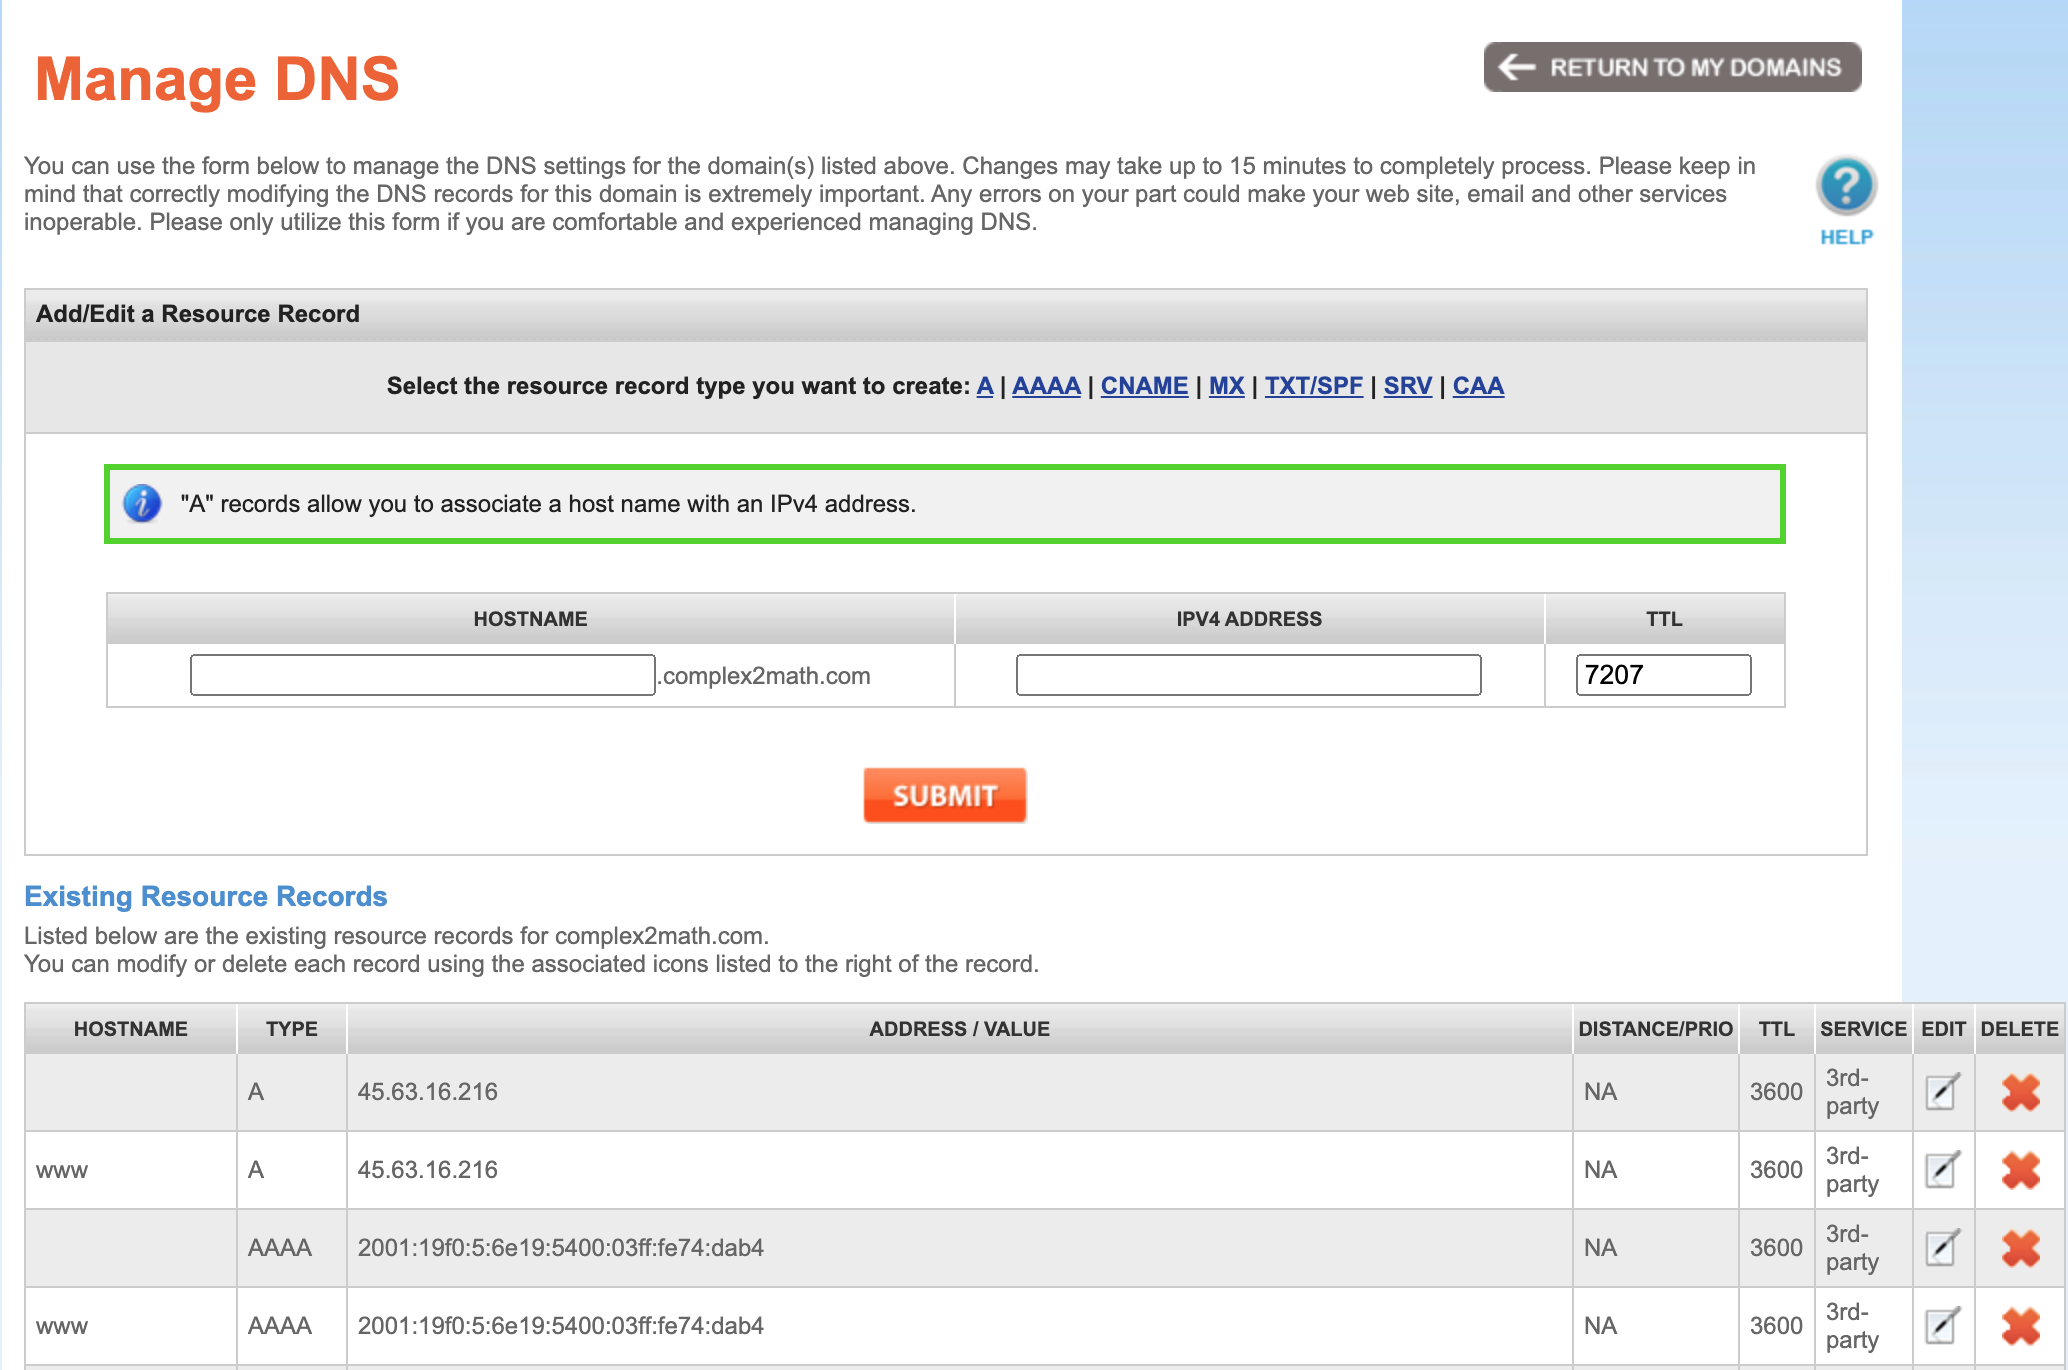 Manage DNS
RETURN TO MY DOMAINS
You can use the form below to manage the DNS settings for the domain(s) listed above. Changes may take up to 15 minutes to completely process. Please keep in
mind that correctly modifying the DNS records for this domain is extremely important. Any errors on your part could make your web site, email and other services
inoperable. Please only utilize this form if you are comfortable and experienced managing DNS.
HELP
Add/Edit a Resource Record
Select the resource record type you want to create: A | AAAA | CNAME | MX | TXT/SPF | SRV | CAA
"A" records allow you to associate a host name with an IPv4 address.
HOSTNAME IPV4 ADDRESS TTL
.complex2math.com 7207
SUBMIT
Existing Resource Records
Listed below are the existing resource records for complex2math.com.
You can modify or delete each record using the associated icons listed to the right of the record.
HOSTNAME TYPE ADDRESS / VALUE DISTANCE/PRIO TTL SERVICE EDIT DELETE
A 45.63.16.216 NA 3600 3rd-
party
www A 45.63.16.216 NA 3600 3rd-
party
AAAA 2001:19f0:5:6e19:5400:03ff:fe74:dab4 NA 3600 3rd-
party
www AAAA 2001:19f0:5:6e19:5400:03ff:fe74:dab4 NA 3600 3rd-
party